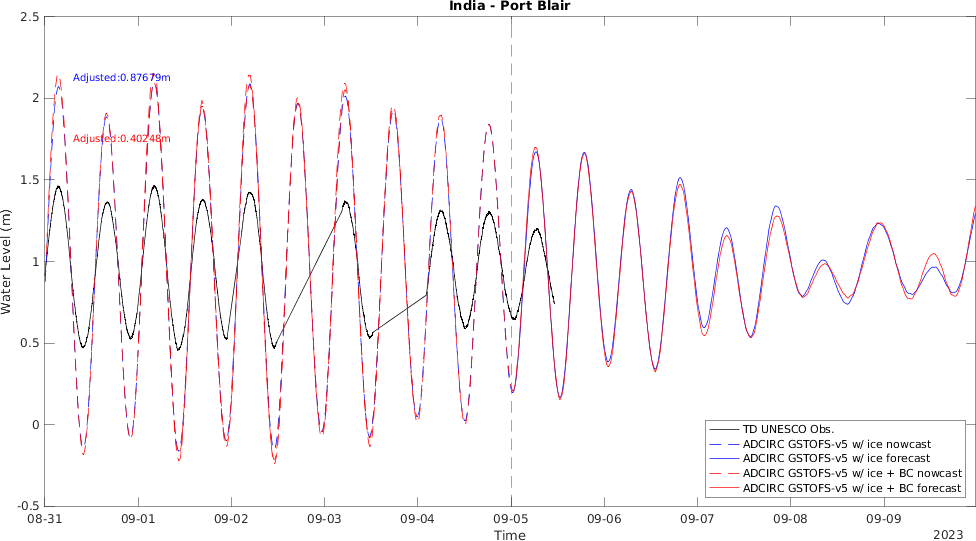 India - Port Blair
Water Level (m)
2.5
2
1.5
1
0.5
0
-0.5
Adjusted:0.87679m
Adjusted:0.40248m
TD UNESCO Obs.
ADCIRC GSTOFS-v5 w/ ice nowcast
ADCIRC GSTOFS-v5 w/ ice forecast
ADCIRC GSTOFS-v5 w/ ice + BC nowcast
ADCIRC GSTOFS-v5 w/ ice + BC forecast
08-31 09-01 09-02 09-03 09-04 09-05 09-06 09-07 09-08 09-09
Time
2023